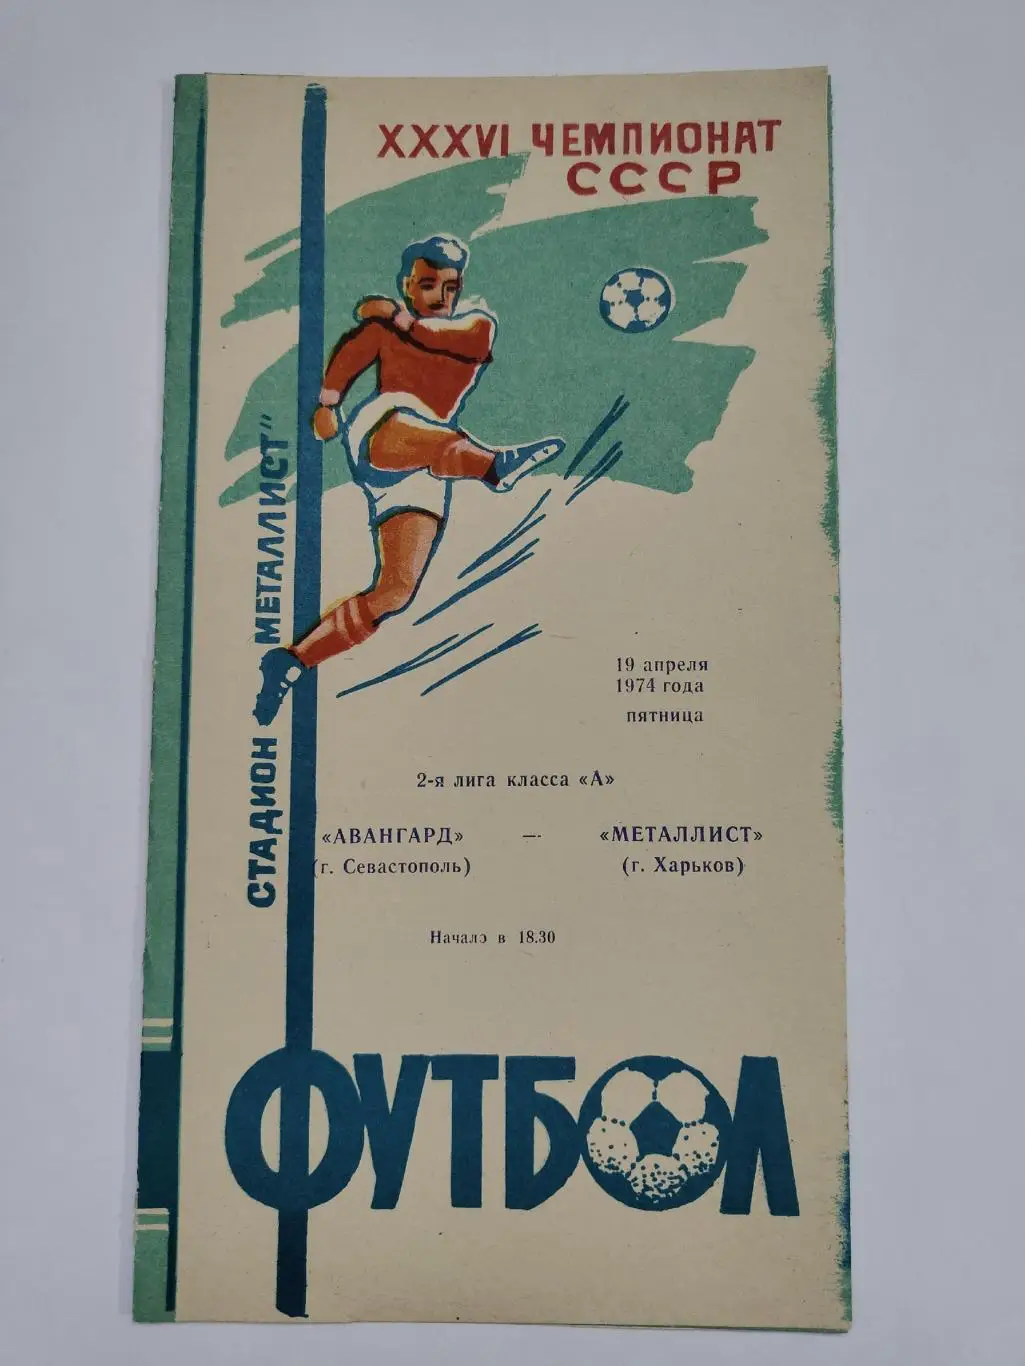 XXXVI ЧЕМПИОНАТ
СССР
СТАДИОН „МЕТАЛЛИСТ"
19 апреля
1974 года
пятница
2-я лига класса «А»
«АВАНГАРД» — «МЕТАЛЛИСТ»
(г. Севастополь) (г. Харьков)
Начало в 18.30
ФУТБОЛ